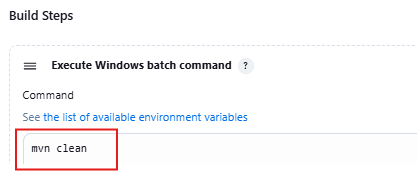 Build Steps
Execute Windows batch command ?
Command
See the list of available environment variables
mvn clean